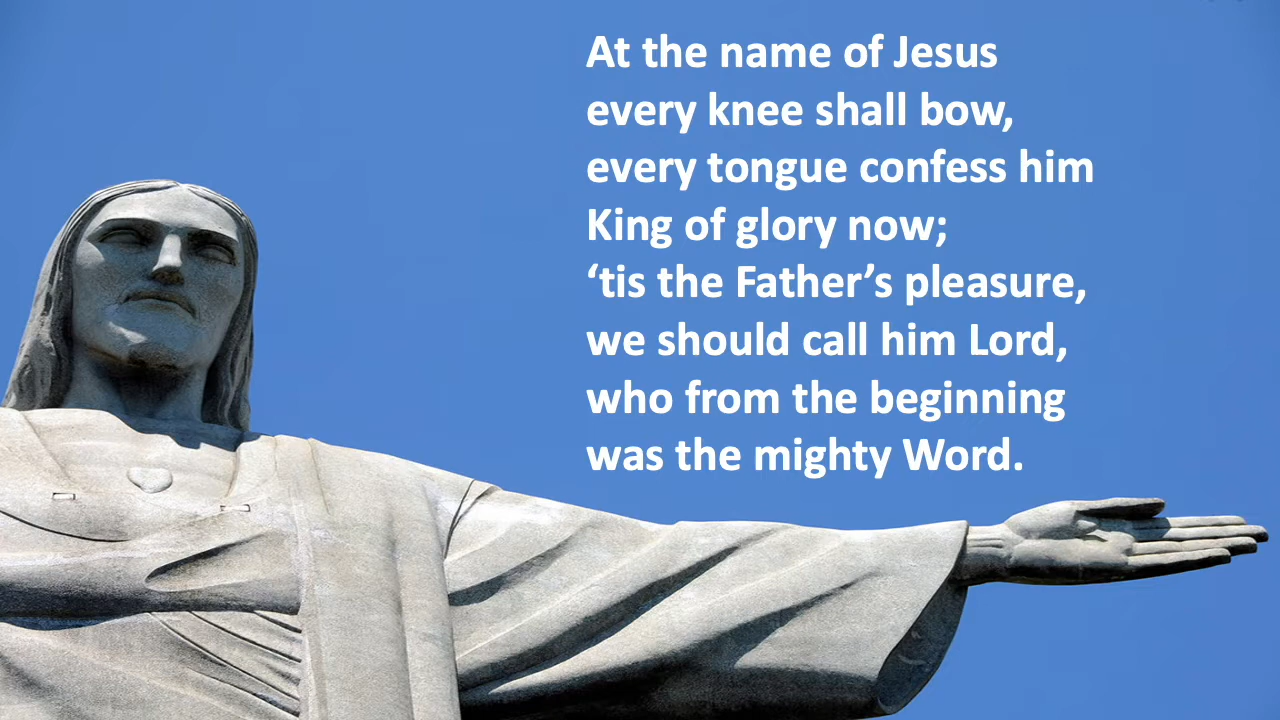 At the name of Jesus
every knee shall bow,
every tongue confess him
King of glory now;
‘tis the Father’s pleasure,
we should call him Lord,
who from the beginning
was the mighty Word.